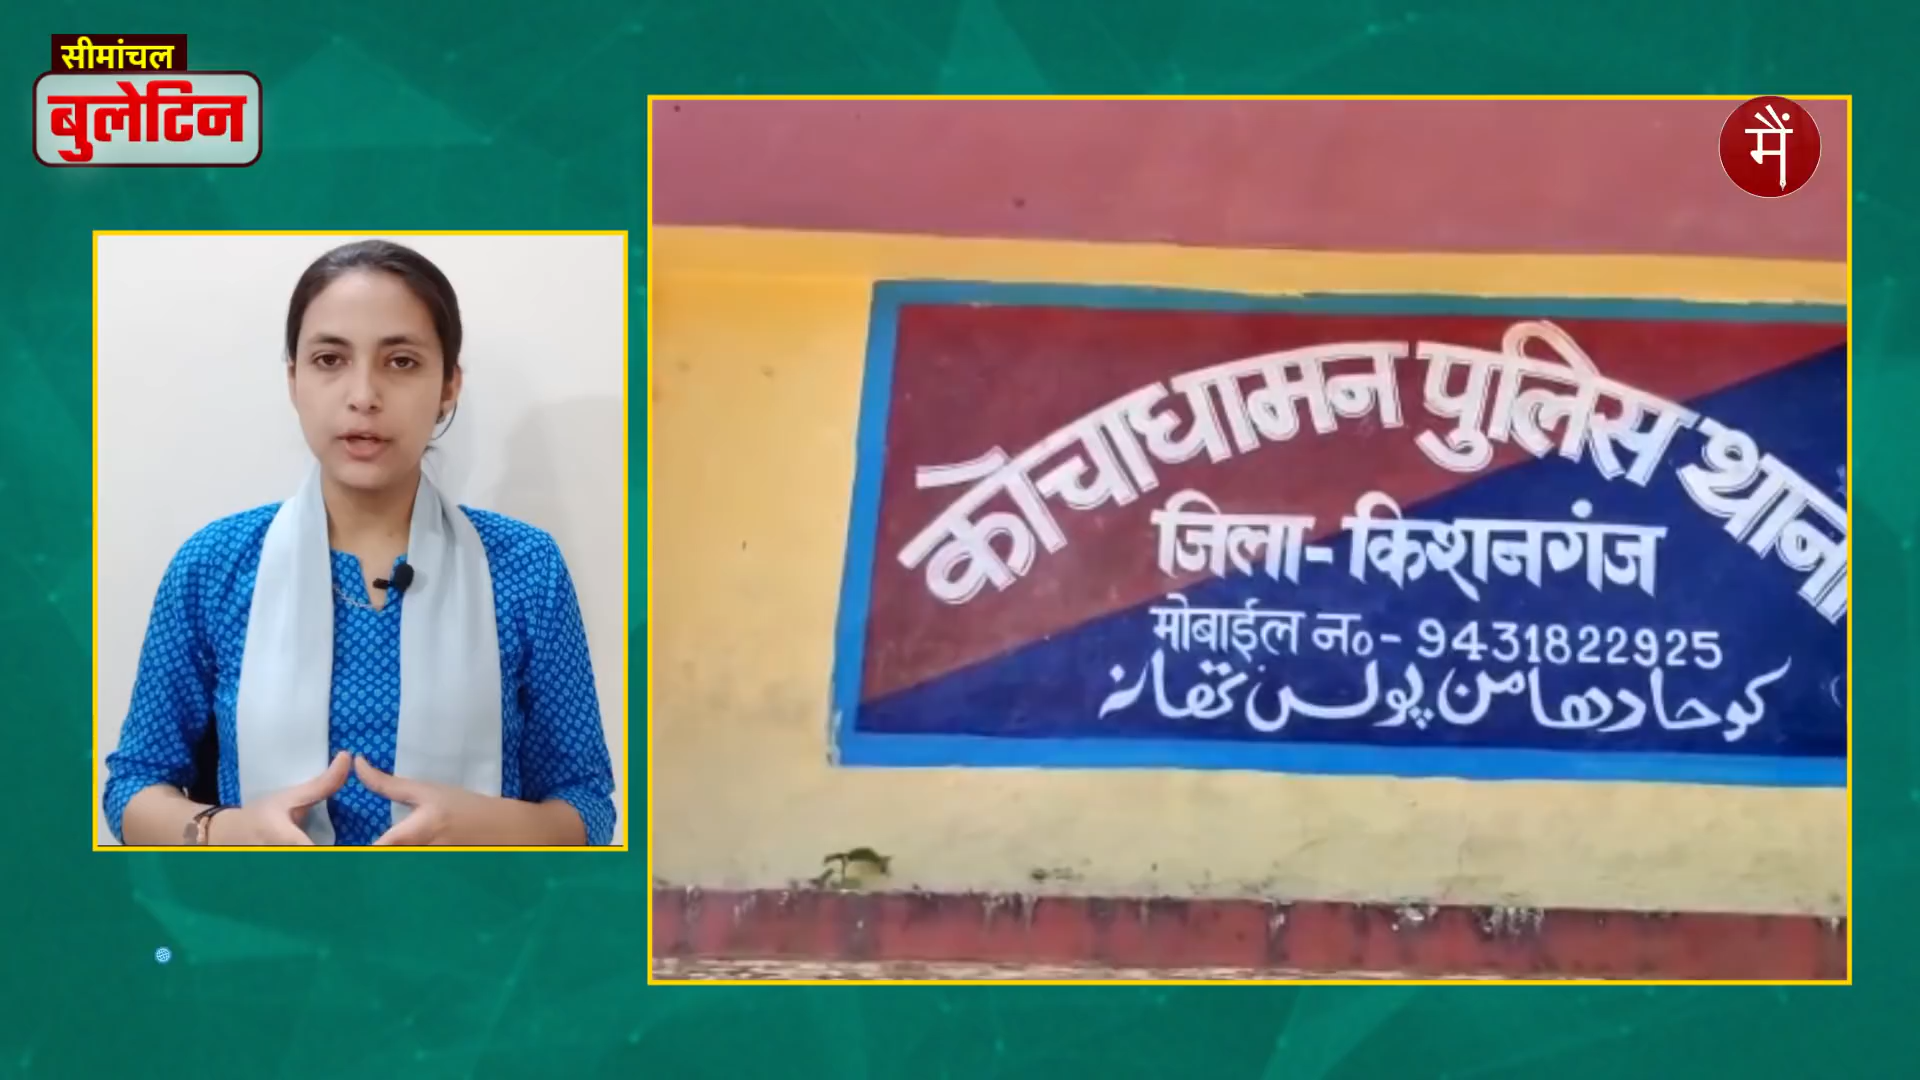 सीमांचल
बुलेटिन
मैं
कोचाधामन पुलिस थाना
जिला-किशनगंज
मोबाईल न०-9431822925
کوچادھامن پولس تھانہ